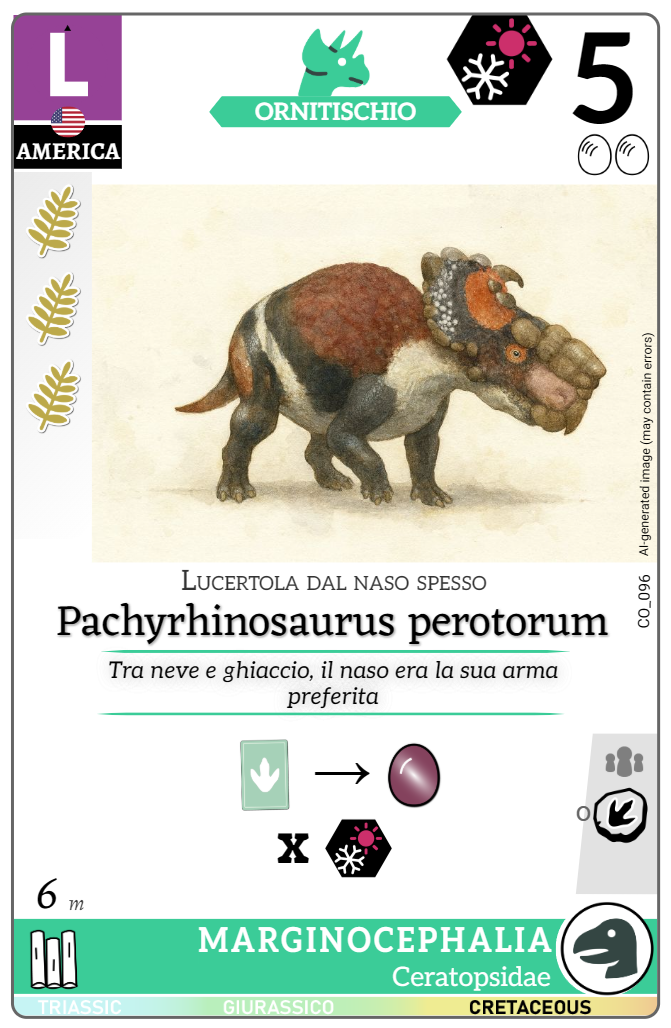 L
AMERICA
ORNITISCHIO
5
AI-generated image (may contain errors)
CO_096
Lucertola dal naso spesso
Pachyrhinosaurus perotorum
Tra neve e ghiaccio, il naso era la sua arma
preferita
x
O
6 m
MARGINOCEPHALIA
Ceratopsidae
TRIASSIC GIURASSICO CRETACEOUS